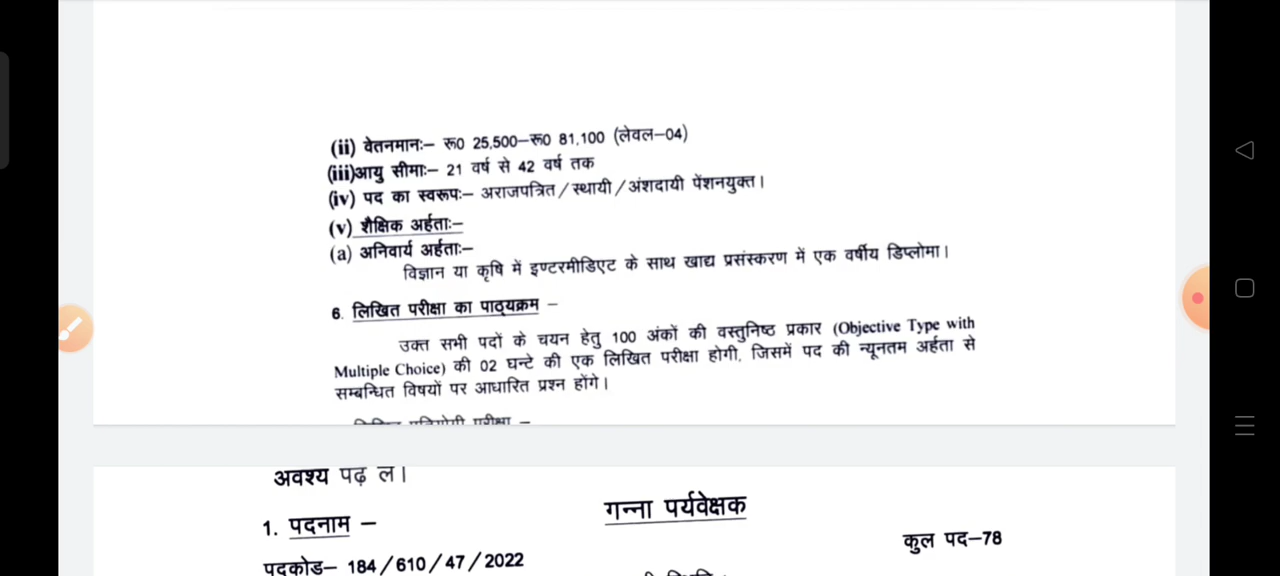 (ii) वेतनमानः– रू0 25,500–रू0 81,100 (लेवल–04)
(iii)आयु सीमाः– 21 वर्ष से 42 वर्ष तक
(iv) पद का स्वरूपः– अराजपत्रित/स्थायी/अंशदायी पेंशनयुक्त।
(v) शैक्षिक अर्हताः–
(a) अनिवार्य अर्हताः–
विज्ञान या कृषि में इण्टरमीडिएट के साथ खाद्य प्रसंस्करण में एक वर्षीय डिप्लोमा।
6. लिखित परीक्षा का पाठ्यक्रम –
उक्त सभी पदों के चयन हेतु 100 अंकों की वस्तुनिष्ठ प्रकार (Objective Type with
Multiple Choice) की 02 घन्टे की एक लिखित परीक्षा होगी, जिसमें पद की न्यूनतम अर्हता से
सम्बन्धित विषयों पर आधारित प्रश्न होंगे।
परीक्षा –
अवश्य पढ़ ल।
गन्ना पर्यवेक्षक
1. पदनाम –
कुल पद–78
पदकोड– 184/610/47/2022